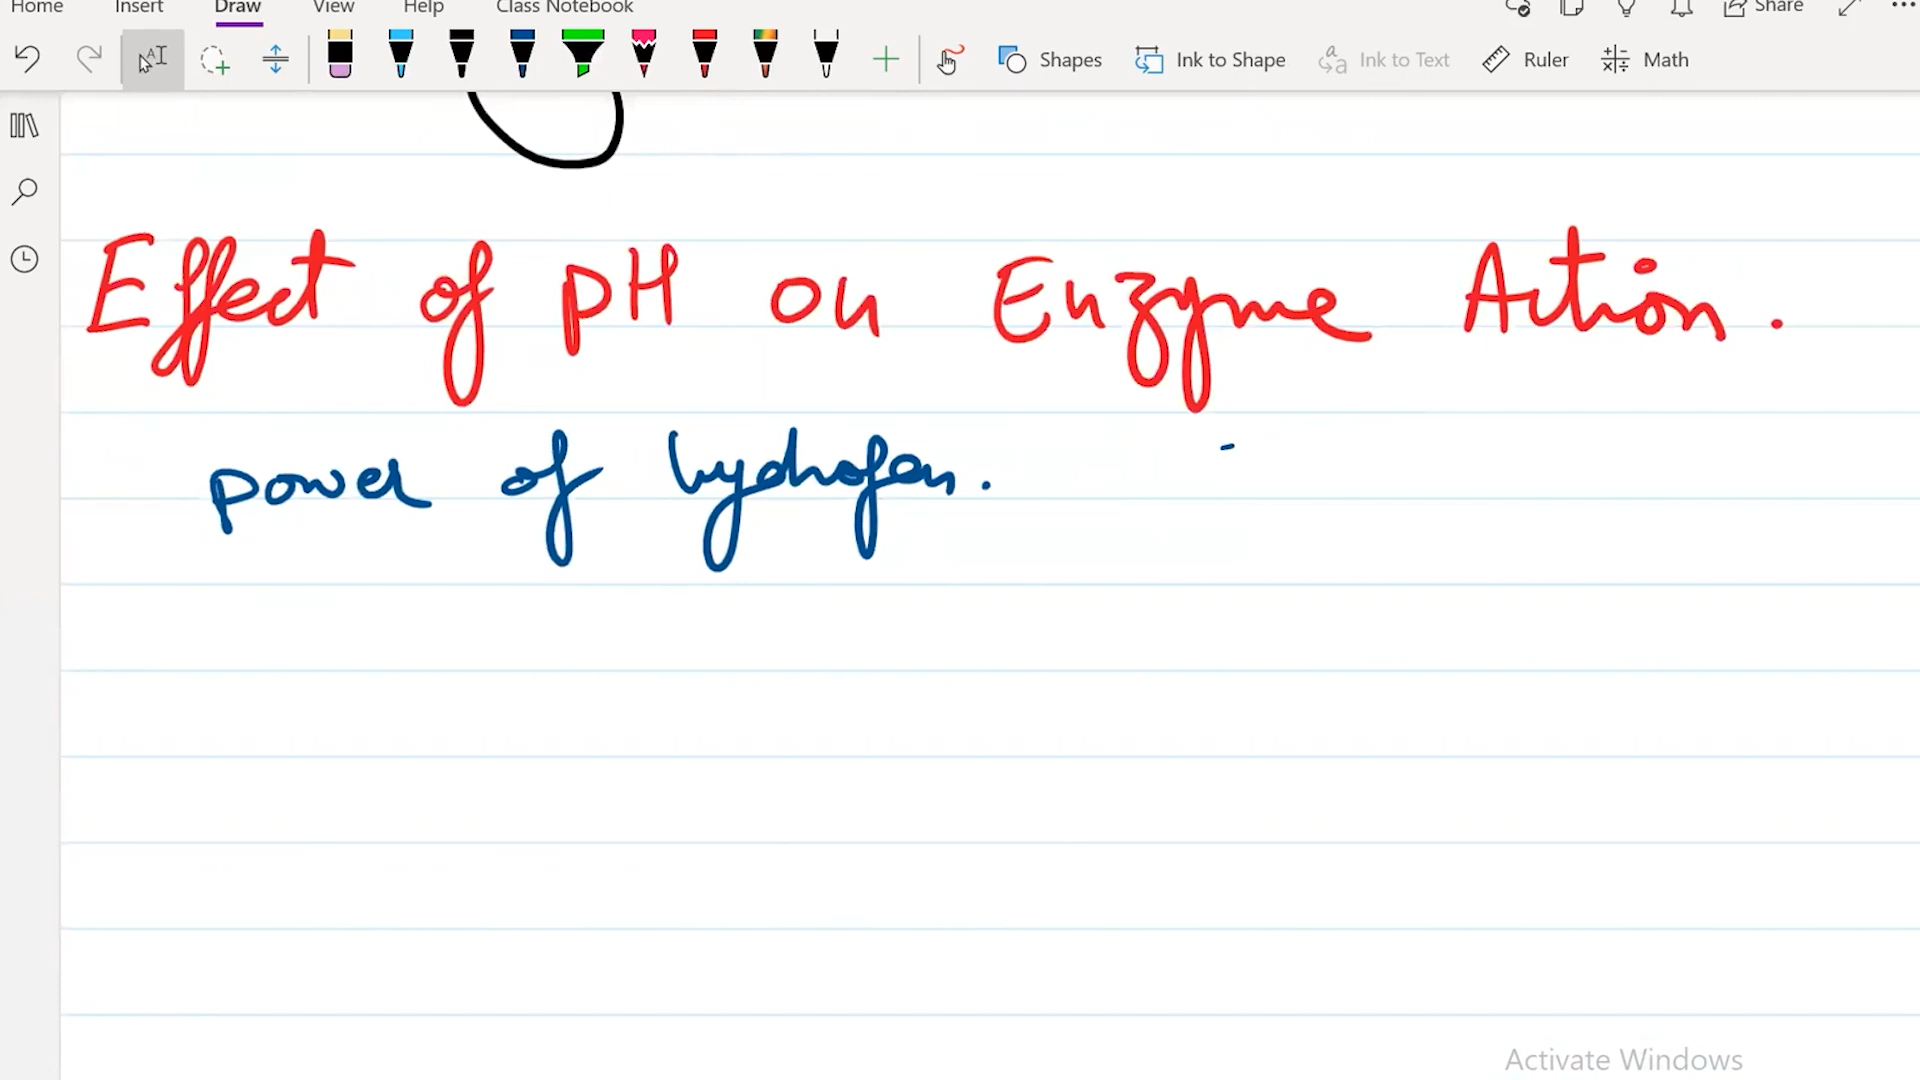 Home Insert Draw View Help Class Notebook Share
Shapes Ink to Shape Ink to Text Ruler Math
Effect of pH on Enzyme Action.
power of hydrogen.
Activate Windows